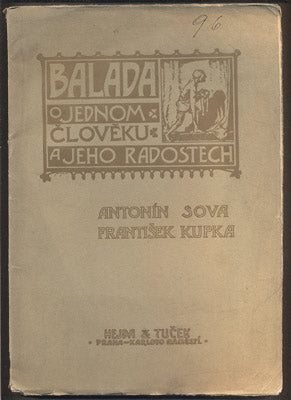 96
BALADA
O JEDNOM
ČLOVĚKU
A JEHO RADOSTECH
ANTONÍN SOVA
FRANTIŠEK KUPKA
HEJDA & TUČEK
PRAHA-KARLOVO NÁMĚSTÍ